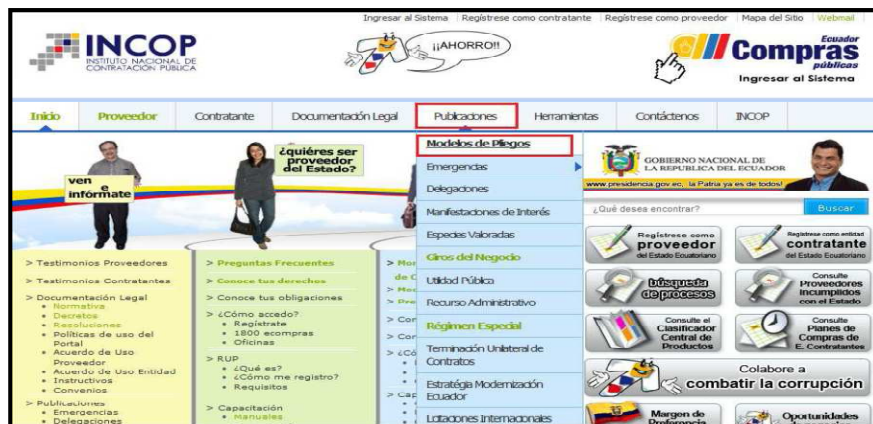 Ingresar al Sistema | Regístrese como contratante | Regístrese como proveedor | Mapa del Sitio | Webmail
INCOP
INSTITUTO NACIONAL DE
CONTRATACIÓN PÚBLICA
¡¡AHORRO!!
Ecuador
Compras
públicas
Ingresar al Sistema
Inicio Proveedor Contratante Documentación Legal Publicaciones Herramientas Contáctenos INCOP
ven
e
infórmate
¿quiéres ser
proveedor
del Estado?
> Testimonios Proveedores
> Testimonios Contratantes
> Documentación Legal
• Normativa
• Decretos
• Resoluciones
• Políticas de uso del
Portal
• Acuerdo de Uso
Proveedor
• Acuerdo de Uso Entidad
• Instructivos
• Convenios
> Publicaciones
• Emergencias
• Delegaciones
> Preguntas Frecuentes
> Conoce tus derechos
> Conoce tus obligaciones
> ¿Cómo accedo?
• Regístrate
• 1800 ecompras
• Oficinas
> RUP
• ¿Qué es?
• ¿Cómo me registro?
• Requisitos
> Capacitación
• Manuales
Modelos de Pliegos
Emergencias
Delegaciones
Manifestaciones de Interés
Especies Valoradas
Giros del Negocio
Utilidad Pública
Recurso Administrativo
Régimen Especial
Terminación Unilateral de
Contratos
Estratégia Modernización
Ecuador
Licitaciones Internacionales
GOBIERNO NACIONAL DE
LA REPUBLICA DEL ECUADOR
www.presidencia.gov.ec, la Patria ya es de todos!
¿Qué desea encontrar? Buscar
Regístrese como
proveedor
del Estado Ecuatoriano
Regístrese como entidad
contratante
del Estado Ecuatoriano
búsqueda
de procesos
Consulte
Proveedores
incumplidos
con el Estado
Consulte el
Clasificador
Central de
Productos
Consulte
Planes de
Compras de
E. Contratantes
Colabore a
combatir la corrupción
Margen de
Preferencia
Oportunidades